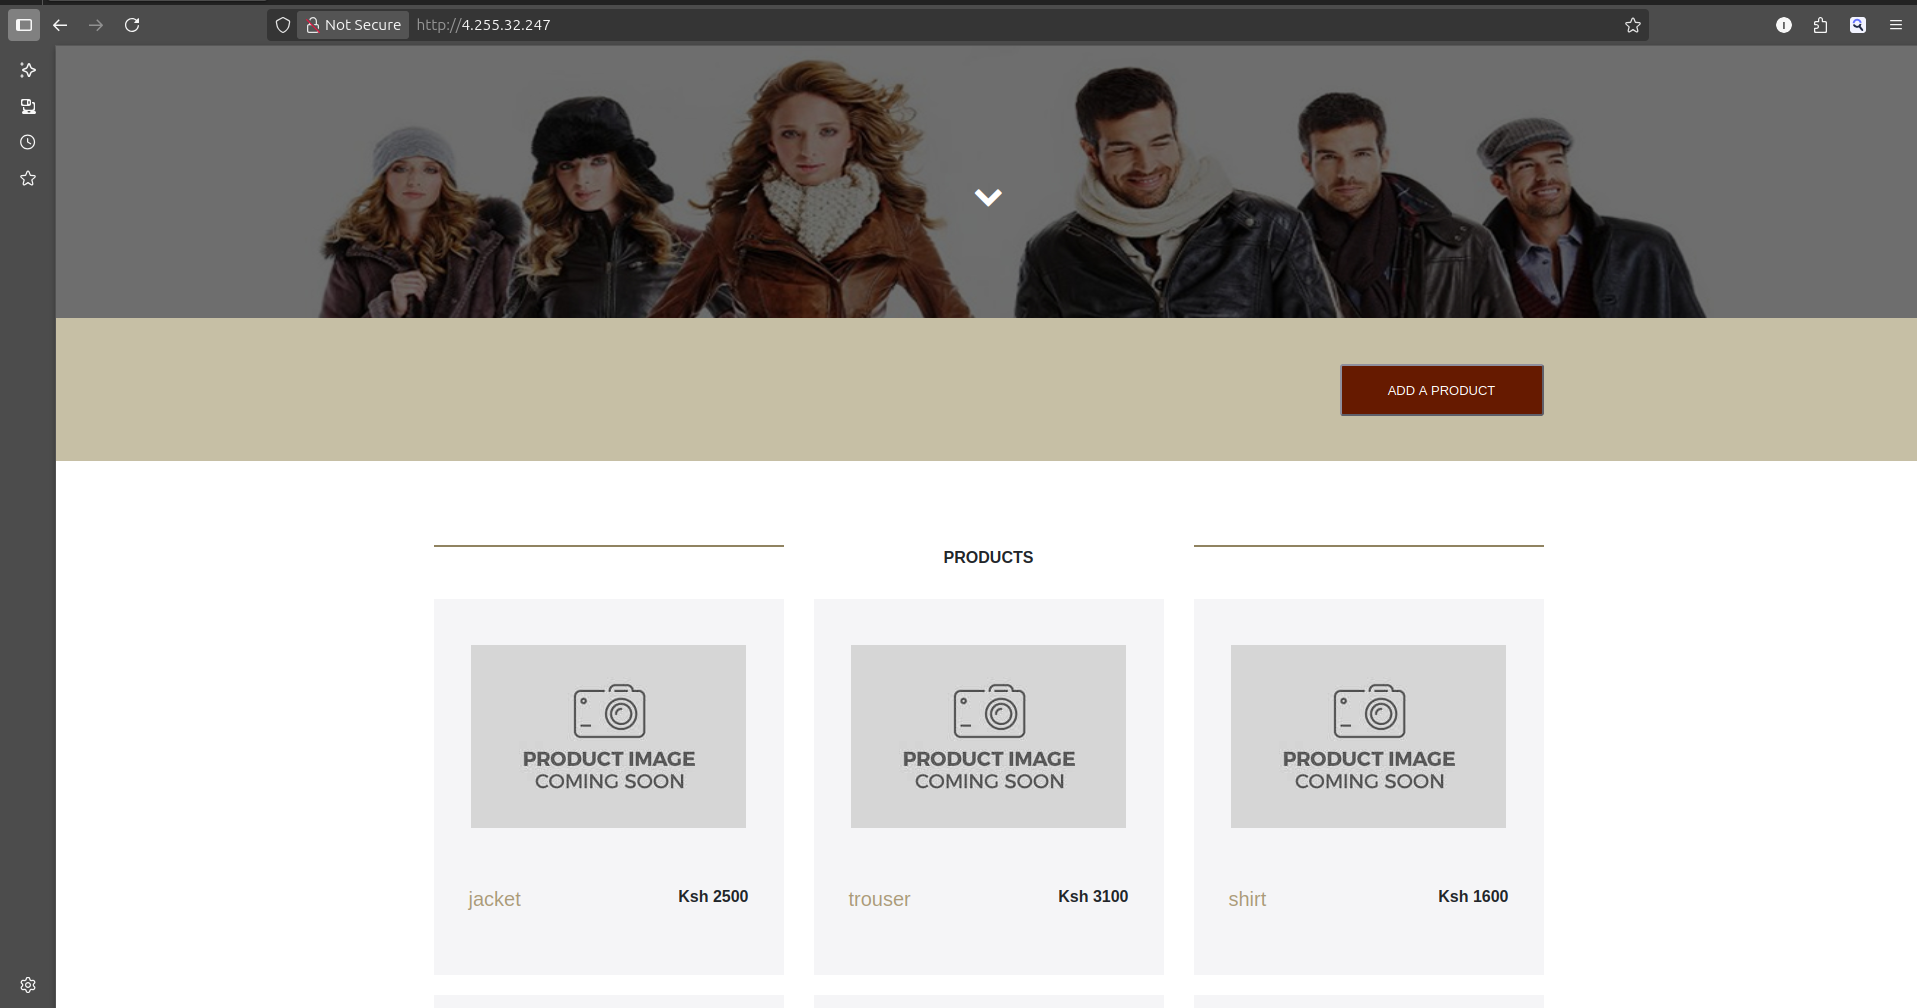 Not Secure http://4.255.32.247
ADD A PRODUCT
PRODUCTS
PRODUCT IMAGE
COMING SOON
PRODUCT IMAGE
COMING SOON
PRODUCT IMAGE
COMING SOON
jacket Ksh 2500
trouser Ksh 3100
shirt Ksh 1600